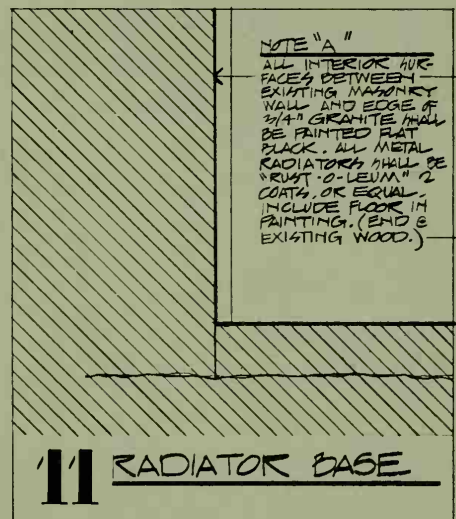 NOTE "A"
ALL INTERIOR SUR-
FACES BETWEEN
EXISTING MASONRY
WALL AND EDGE OF
3/4" GRANITE SHALL
BE PAINTED FLAT
BLACK. ALL METAL
RADIATORS SHALL BE
"RUST-O-LEUM" 2
COATS, OR EQUAL.
INCLUDE FLOOR IN
PAINTING. (END @
EXISTING WOOD.)
11 RADIATOR BASE